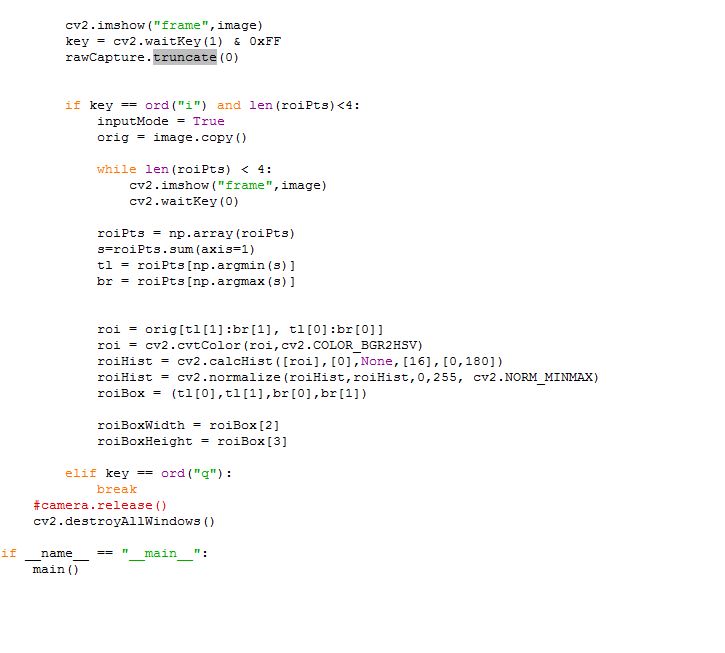 cv2.imshow("frame",image)
key = cv2.waitKey(1) & 0xFF
rawCapture.truncate(0)
if key == ord("i") and len(roiPts)<4:
inputMode = True
orig = image.copy()
while len(roiPts) < 4:
cv2.imshow("frame",image)
cv2.waitKey(0)
roiPts = np.array(roiPts)
s=roiPts.sum(axis=1)
tl = roiPts[np.argmin(s)]
br = roiPts[np.argmax(s)]
roi = orig[tl[1]:br[1], tl[0]:br[0]]
roi = cv2.cvtColor(roi,cv2.COLOR_BGR2HSV)
roiHist = cv2.calcHist([roi],[0],None,[16],[0,180])
roiHist = cv2.normalize(roiHist,roiHist,0,255, cv2.NORM_MINMAX)
roiBox = (tl[0],tl[1],br[0],br[1])
roiBoxWidth = roiBox[2]
roiBoxHeight = roiBox[3]
elif key == ord("q"):
break
#camera.release()
cv2.destroyAllWindows()
if __name__ == "__main__":
main()